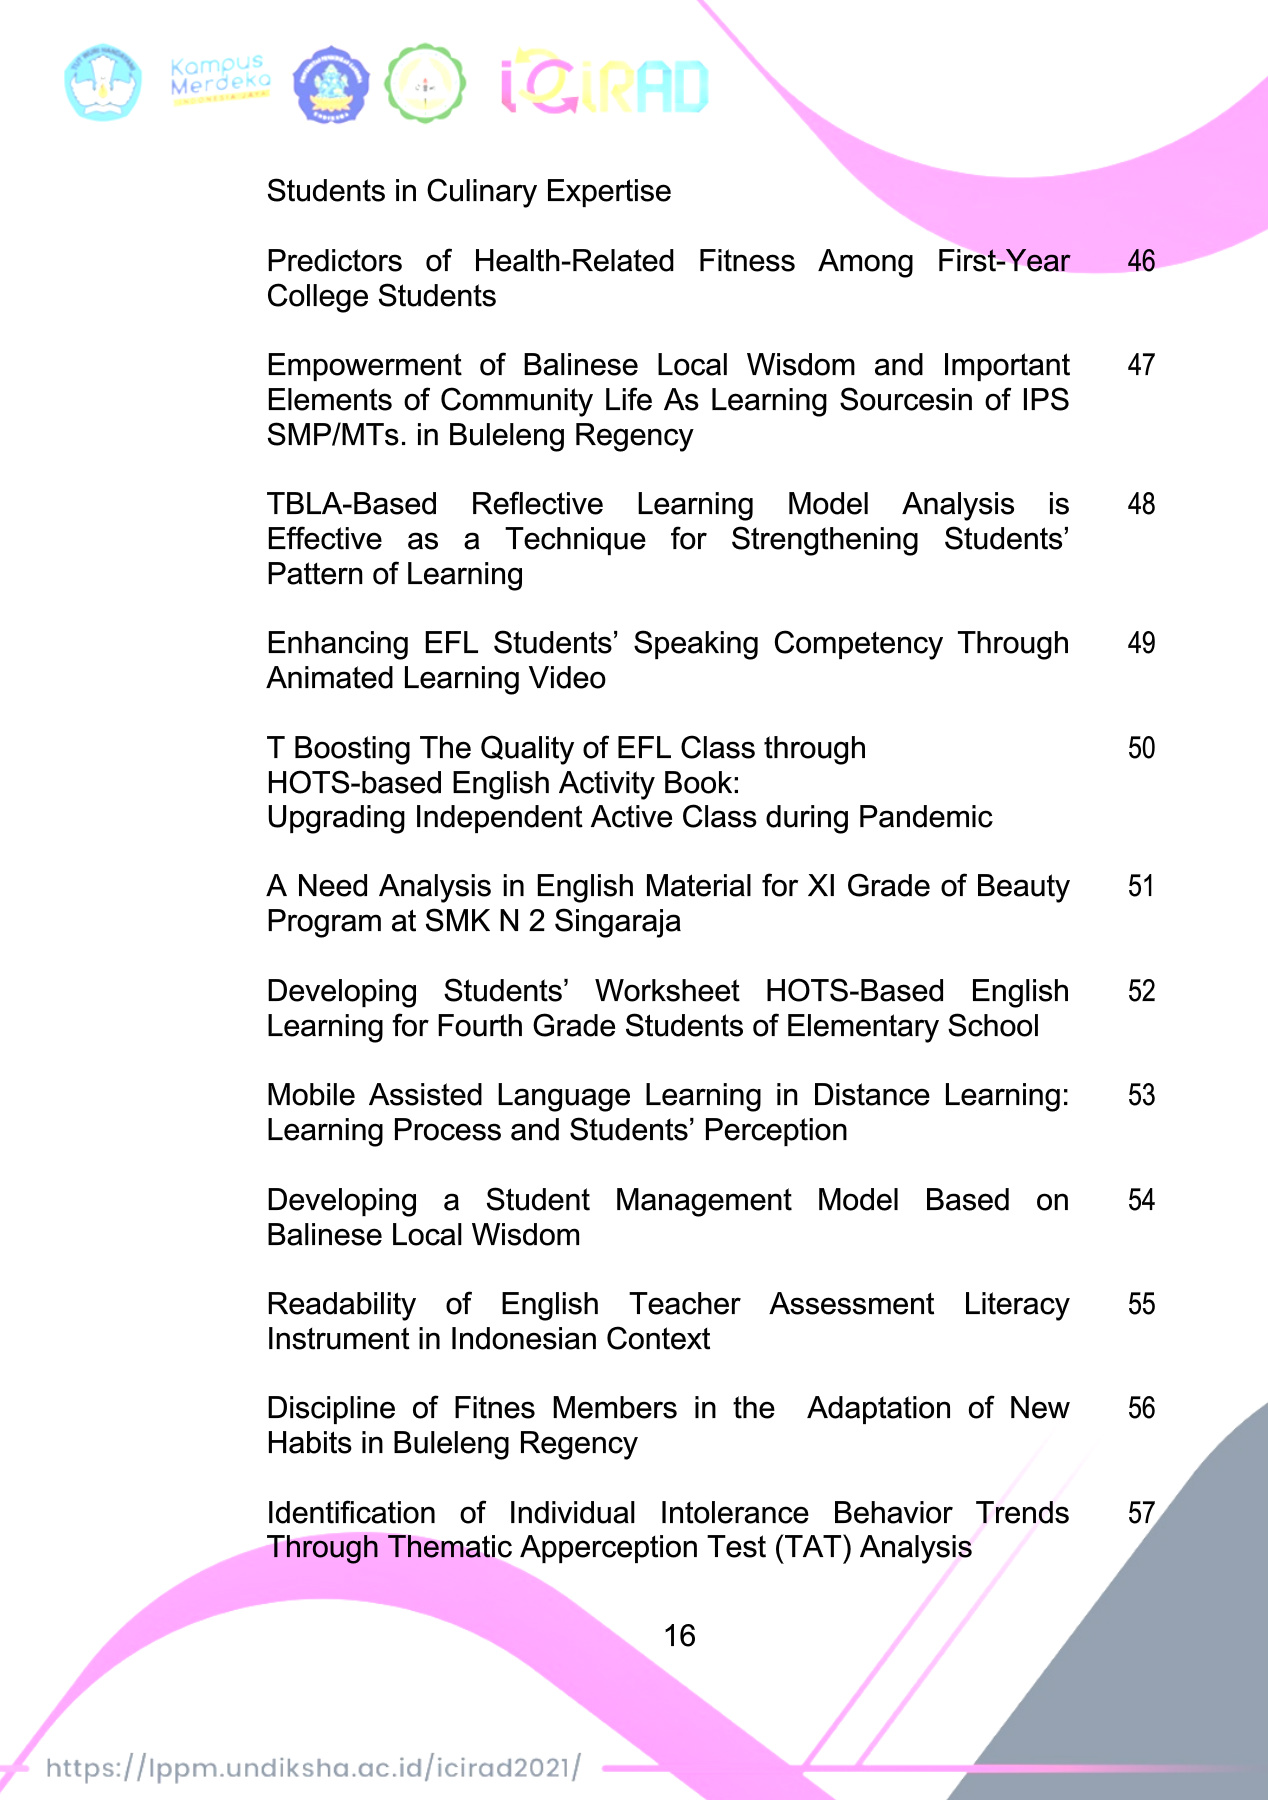 Kampus
Merdeka
INDONESIA JAYA
iCiRAD
Students in Culinary Expertise
Predictors of Health-Related Fitness Among First-Year 46
College Students
Empowerment of Balinese Local Wisdom and Important 47
Elements of Community Life As Learning Sourcesin of IPS
SMP/MTs. in Buleleng Regency
TBLA-Based Reflective Learning Model Analysis is 48
Effective as a Technique for Strengthening Students’
Pattern of Learning
Enhancing EFL Students’ Speaking Competency Through 49
Animated Learning Video
T Boosting The Quality of EFL Class through 50
HOTS-based English Activity Book:
Upgrading Independent Active Class during Pandemic
A Need Analysis in English Material for XI Grade of Beauty 51
Program at SMK N 2 Singaraja
Developing Students’ Worksheet HOTS-Based English 52
Learning for Fourth Grade Students of Elementary School
Mobile Assisted Language Learning in Distance Learning: 53
Learning Process and Students’ Perception
Developing a Student Management Model Based on 54
Balinese Local Wisdom
Readability of English Teacher Assessment Literacy 55
Instrument in Indonesian Context
Discipline of Fitnes Members in the Adaptation of New 56
Habits in Buleleng Regency
Identification of Individual Intolerance Behavior Trends 57
Through Thematic Apperception Test (TAT) Analysis
16
https://lppm.undiksha.ac.id/icirad2021/